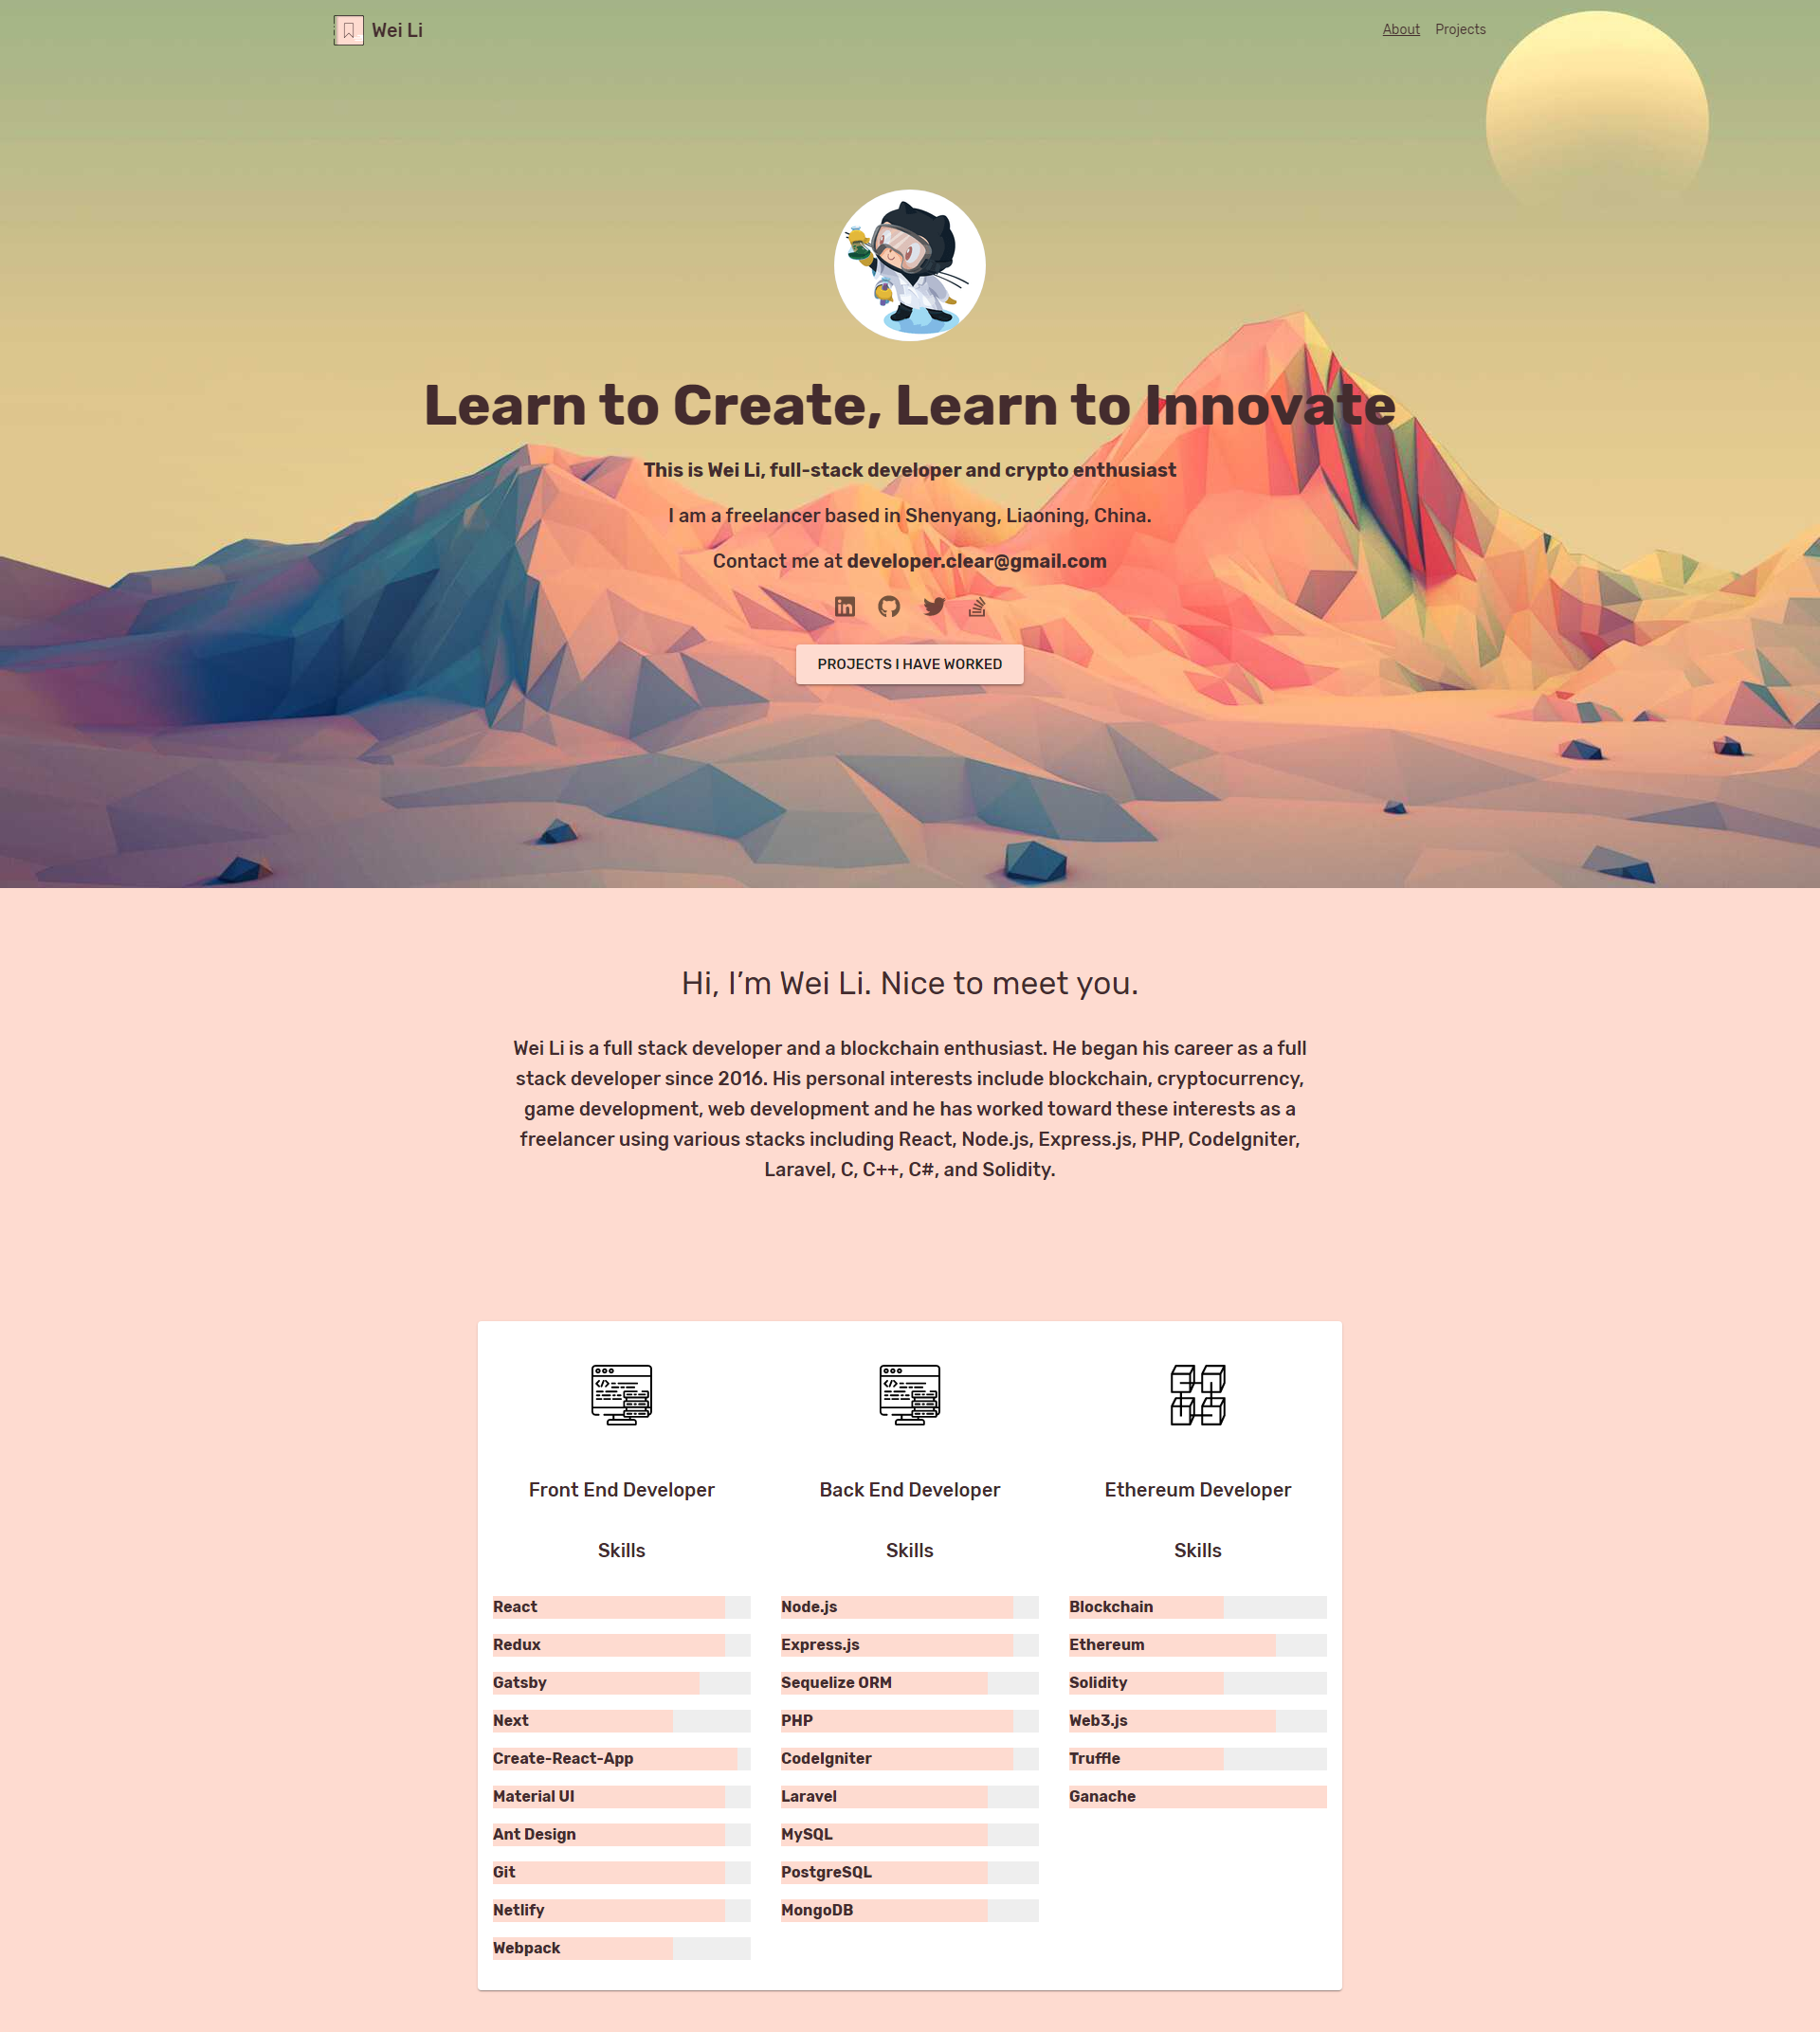 Wei Li
About Projects
Learn to Create, Learn to Innovate
This is Wei Li, full-stack developer and crypto enthusiast
I am a freelancer based in Shenyang, Liaoning, China.
Contact me at developer.clear@gmail.com
PROJECTS I HAVE WORKED
Hi, I’m Wei Li. Nice to meet you.
Wei Li is a full stack developer and a blockchain enthusiast. He began his career as a full
stack developer since 2016. His personal interests include blockchain, cryptocurrency,
game development, web development and he has worked toward these interests as a
freelancer using various stacks including React, Node.js, Express.js, PHP, CodeIgniter,
Laravel, C, C++, C#, and Solidity.
Front End Developer
Skills
React
Redux
Gatsby
Next
Create-React-App
Material UI
Ant Design
Git
Netlify
Webpack
Back End Developer
Skills
Node.js
Express.js
Sequelize ORM
PHP
CodeIgniter
Laravel
MySQL
PostgreSQL
MongoDB
Ethereum Developer
Skills
Blockchain
Ethereum
Solidity
Web3.js
Truffle
Ganache